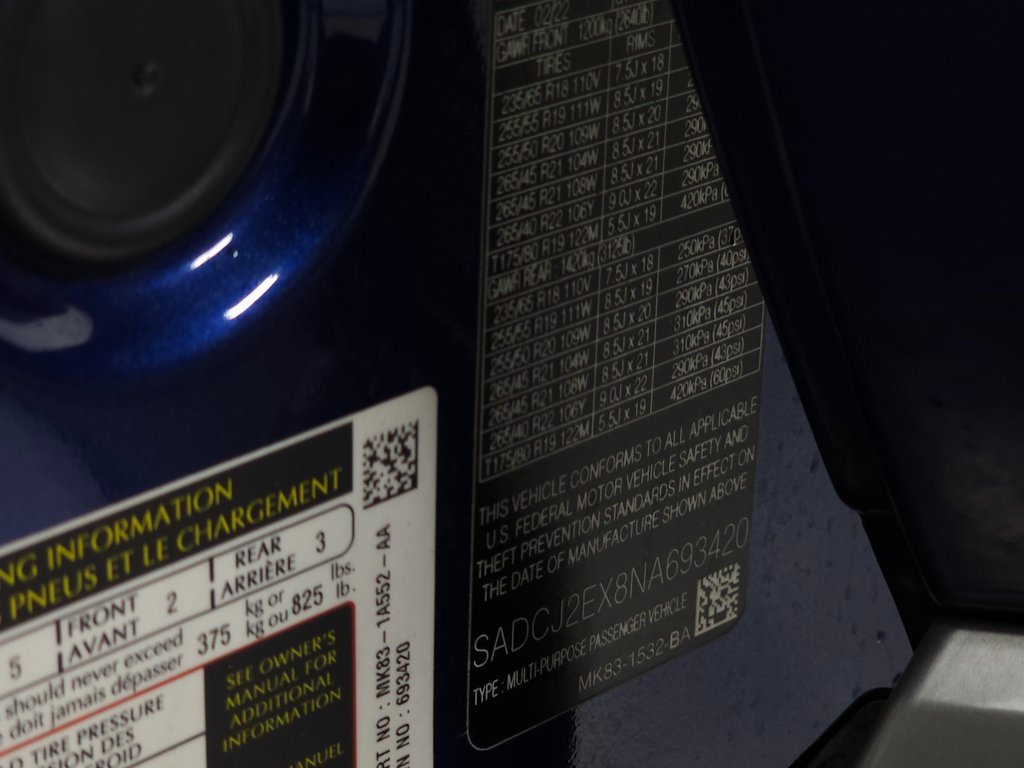 DATE 02/22
GAWR FRONT 1200kg (2640lb)
TIRES RIMS
235/65 R18 110V 7.5J x 18
255/55 R19 111W 8.5J x 19
255/50 R20 109W 8.5J x 20
265/45 R21 104W 8.5J x 21
265/45 R21 108W 8.5J x 21
265/40 R22 106Y 9.0J x 22
T175/80 R19 122M 5.5J x 19 420kPa
GAWR REAR 1420kg (3125lb)
235/65 R18 110V 7.5J x 18 250kPa
255/55 R19 111W 8.5J x 19 270kPa (40psi)
255/50 R20 109W 8.5J x 20 290kPa (43psi)
265/45 R21 104W 8.5J x 21 310kPa (45psi)
265/45 R21 108W 8.5J x 21 310kPa (45psi)
265/40 R22 106Y 9.0J x 22 290kPa (43psi)
T175/80 R19 122M 5.5J x 19 420kPa (60psi)
THIS VEHICLE CONFORMS TO ALL APPLICABLE
U.S. FEDERAL MOTOR VEHICLE SAFETY AND
THEFT PREVENTION STANDARDS IN EFFECT ON
THE DATE OF MANUFACTURE SHOWN ABOVE
SADCJ2EX8NA693420
TYPE : MULTI-PURPOSE PASSENGER VEHICLE
MK83-1532-BA
NG INFORMATION
PNEUS ET LE CHARGEMENT
5 FRONT 2 REAR 3
AVANT ARRIÈRE
should never exceed 375 kg or 825 lbs.
doit jamais dépasser kg ou lb.
TIRE PRESSURE
SION DES
ROID
SEE OWNER'S
MANUAL FOR
ADDITIONAL
INFORMATION
MANUEL
ART NO : MK83-1A552-AA
IN NO : 693420